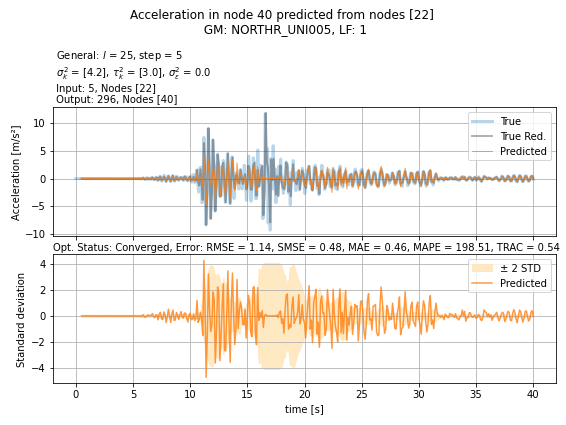 Acceleration in node 40 predicted from nodes [22]
GM: NORTHR_UNI005, LF: 1
General: l = 25, step = 5
σ²ₖ = [4.2], τ²ₖ = [3.0], σ²ε = 0.0
Input: 5, Nodes [22]
Output: 296, Nodes [40]
Acceleration [m/s²]
10
5
0
−5
−10
True
True Red.
Predicted
Opt. Status: Converged, Error: RMSE = 1.14, SMSE = 0.48, MAE = 0.46, MAPE = 198.51, TRAC = 0.54
Standard deviation
4
2
0
−2
−4
± 2 STD
Predicted
0 5 10 15 20 25 30 35 40
time [s]